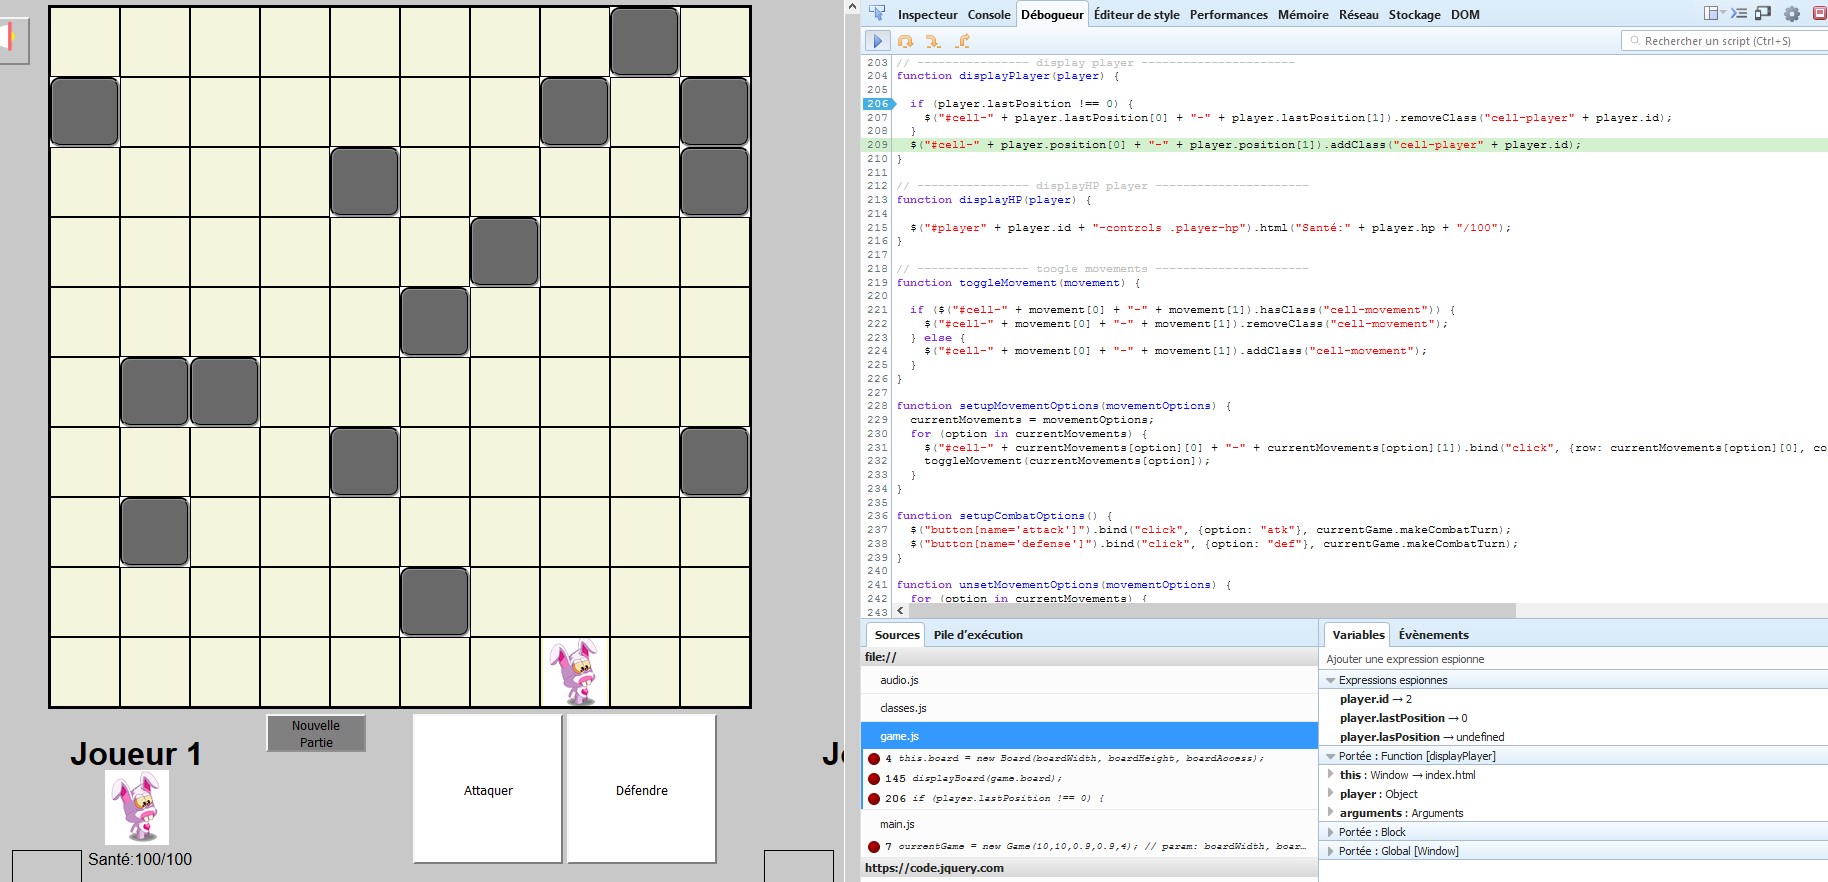 Nouvelle
Partie
Joueur 1
Attaquer
Défendre
Santé:100/100
Inspecteur Console Débogueur Éditeur de style Performances Mémoire Réseau Stockage DOM
Rechercher un script (Ctrl+S)
203 // ---------------- display player ----------------------
204 function displayPlayer(player) {
205
206 if (player.lastPosition !== 0) {
207 $("#cell-" + player.lastPosition[0] + "-" + player.lastPosition[1]).removeClass("cell-player" + player.id);
208 }
209 $("#cell-" + player.position[0] + "-" + player.position[1]).addClass("cell-player" + player.id);
210 }
211
212 // ---------------- displayHP player ----------------------
213 function displayHP(player) {
214
215 $("#player" + player.id + "-controls .player-hp").html("Santé:" + player.hp + "/100");
216 }
217
218 // ---------------- toogle movements ----------------------
219 function toggleMovement(movement) {
220
221 if ($("#cell-" + movement[0] + "-" + movement[1]).hasClass("cell-movement")) {
222 $("#cell-" + movement[0] + "-" + movement[1]).removeClass("cell-movement");
223 } else {
224 $("#cell-" + movement[0] + "-" + movement[1]).addClass("cell-movement");
225 }
226 }
227
228 function setupMovementOptions(movementOptions) {
229 currentMovements = movementOptions;
230 for (option in currentMovements) {
231 $("#cell-" + currentMovements[option][0] + "-" + currentMovements[option][1]).bind("click", {row: currentMovements[option][0], co
232 toggleMovement(currentMovements[option]);
233 }
234 }
235
236 function setupCombatOptions() {
237 $("button[name='attack']").bind("click", {option: "atk"}, currentGame.makeCombatTurn);
238 $("button[name='defense']").bind("click", {option: "def"}, currentGame.makeCombatTurn);
239 }
240
241 function unsetMovementOptions(movementOptions) {
242 for (option in currentMovements) {
243
Sources Pile d'exécution
file://
audio.js
classes.js
game.js
4 this.board = new Board(boardWidth, boardHeight, boardAccess);
145 displayBoard(game.board);
206 if (player.lastPosition !== 0) {
main.js
7 currentGame = new Game(10,10,0.9,0.9,4); // param: boardWidth, boar…
https://code.jquery.com
Variables Évènements
Ajouter une expression espionne
Expressions espionnes
player.id → 2
player.lastPosition → 0
player.lasPosition → undefined
Portée : Function [displayPlayer]
this : Window → index.html
player : Object
arguments : Arguments
Portée : Block
Portée : Global [Window]